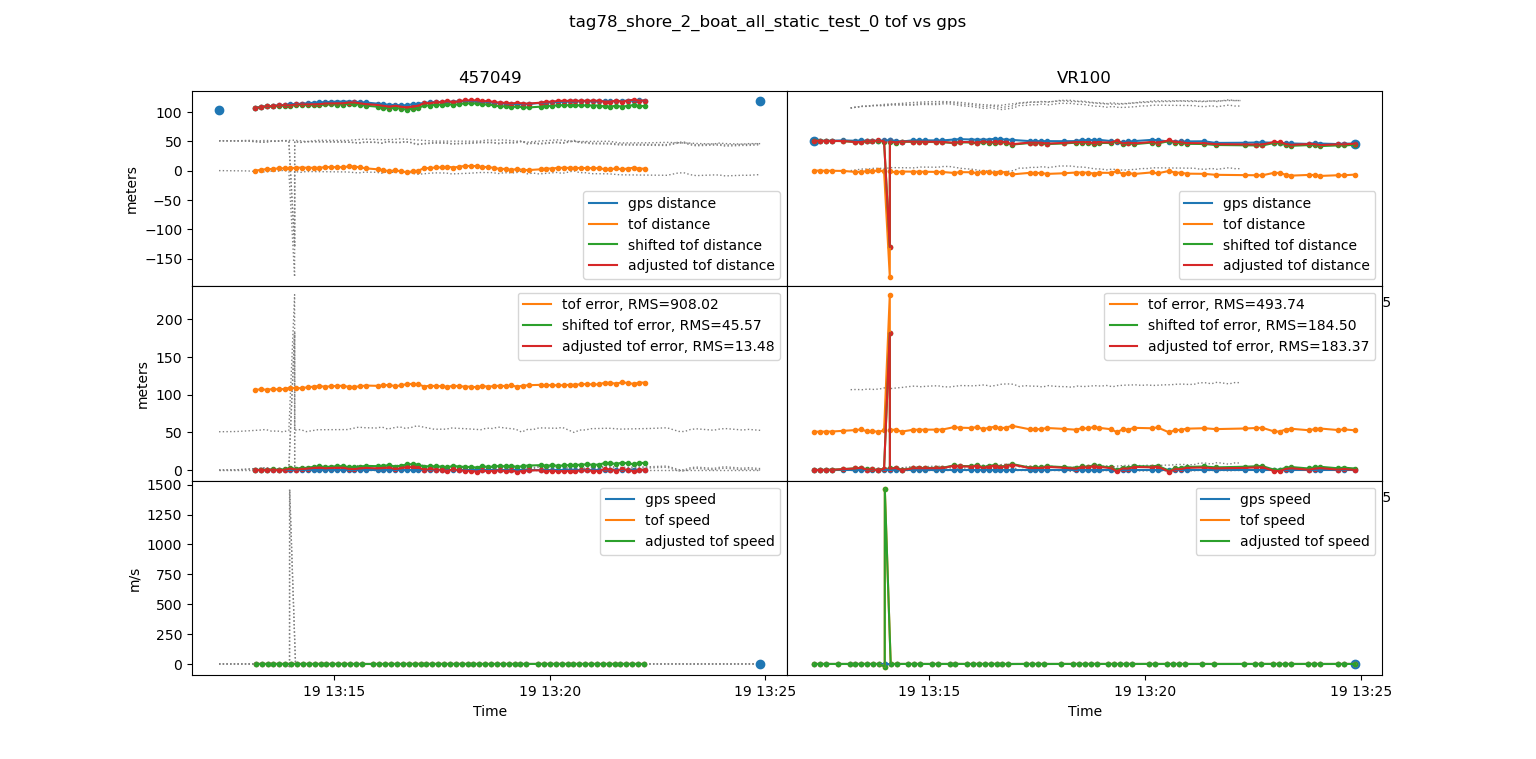 tag78_shore_2_boat_all_static_test_0 tof vs gps
457049
VR100
100
50
0
−50
−100
−150
meters
gps distance
tof distance
shifted tof distance
adjusted tof distance
gps distance
tof distance
shifted tof distance
adjusted tof distance
200
150
100
50
0
meters
tof error, RMS=908.02
shifted tof error, RMS=45.57
adjusted tof error, RMS=13.48
tof error, RMS=493.74
shifted tof error, RMS=184.50
adjusted tof error, RMS=183.37
5
1500
1250
1000
750
500
250
0
m/s
gps speed
tof speed
adjusted tof speed
gps speed
tof speed
adjusted tof speed
5
19 13:15
19 13:20
19 13:25
19 13:15
19 13:20
19 13:25
Time
Time